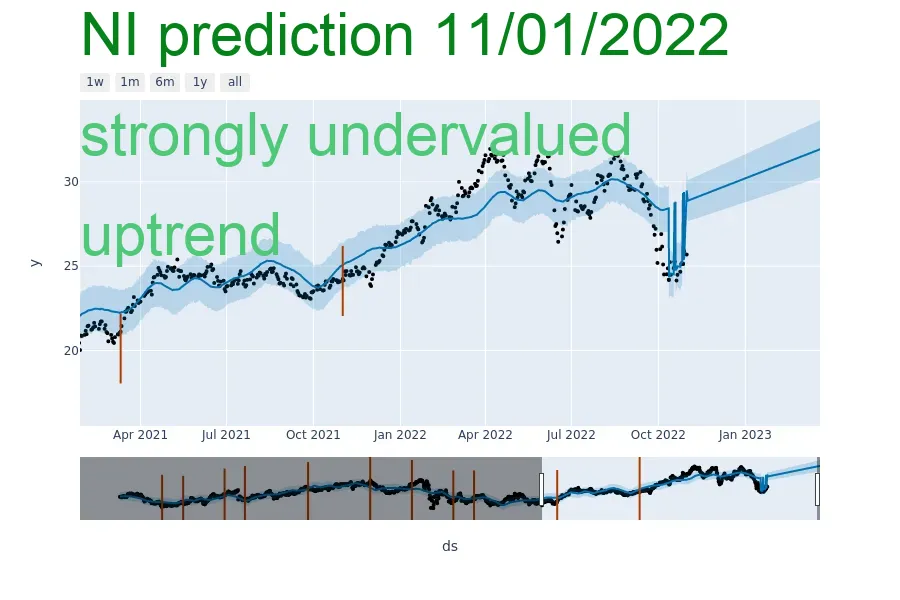 NI prediction 11/01/2022
1w 1m 6m 1y all
strongly undervalued
30
uptrend
25
y
20
Apr 2021 Jul 2021 Oct 2021 Jan 2022 Apr 2022 Jul 2022 Oct 2022 Jan 2023
ds